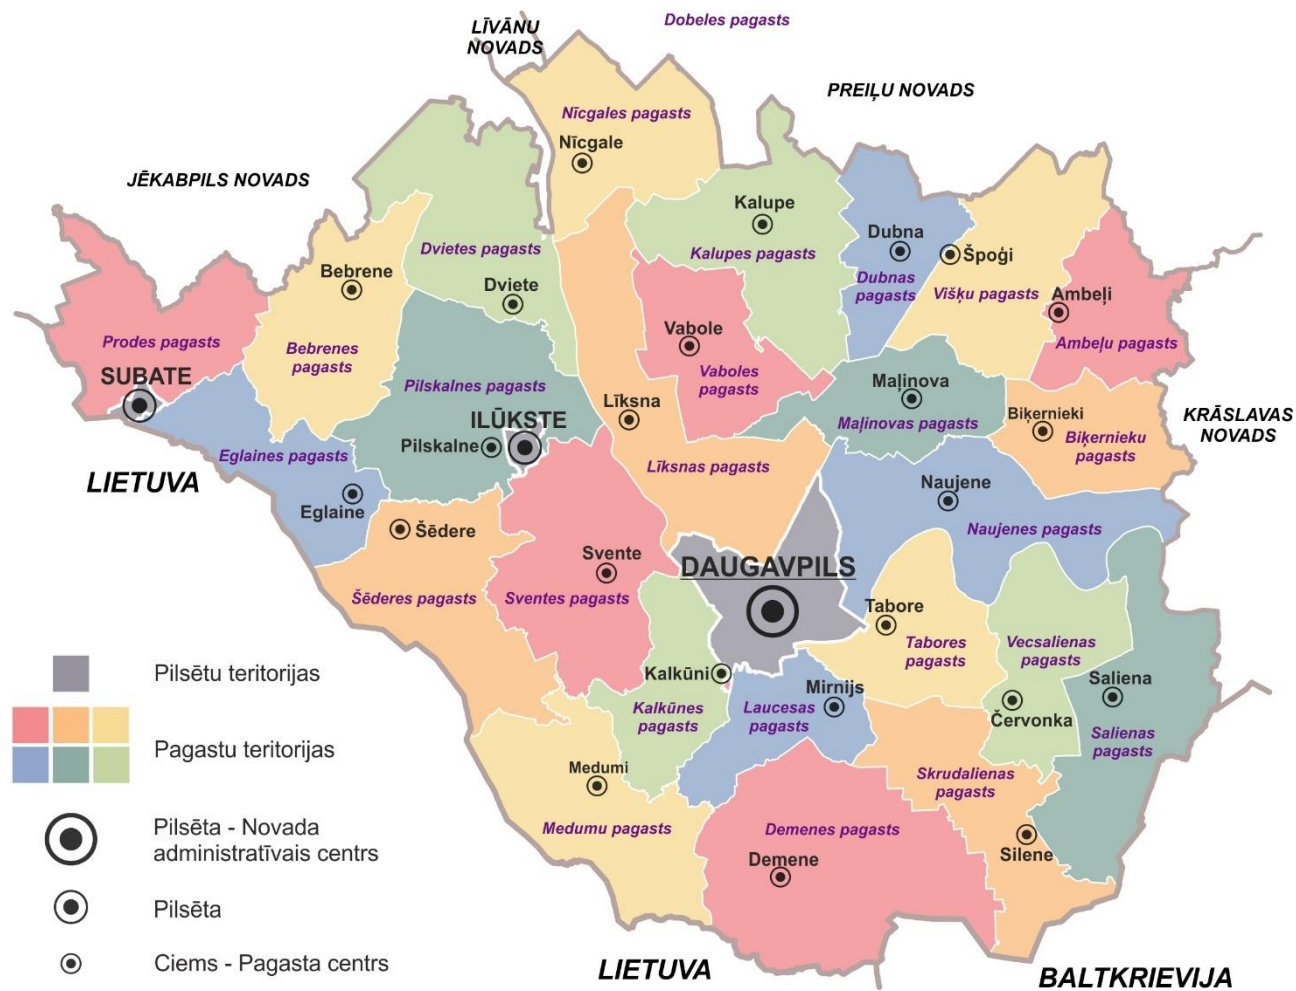 Dobeles pagasts
LĪVĀNU
NOVADS
PREIĻU NOVADS
Nīcgales pagasts
Nīcgale
JĒKABPILS NOVADS
Kalupe
Kalupes pagasts
Dubna
Dubnas
pagasts
Špoģi
Višķu pagasts
Ambeļi
Ambeļu pagasts
Dvietes pagasts
Dviete
Bebrene
Bebrenes
pagasts
Prodes pagasts
SUBATE
Vabole
Vaboles
pagasts
Pilskalnes pagasts
ILŪKSTE
Pilskalne
Līksna
Līksnas pagasts
Maļinova
Maļinovas pagasts
Biķernieki
Biķernieku
pagasts
KRĀSLAVAS
NOVADS
Eglaines pagasts
Eglaine
LIETUVA
Naujene
Naujenes pagasts
Šēdere
Šēderes pagasts
Svente
Sventes pagasts
DAUGAVPILS
Tabore
Tabores
pagasts
Vecsalienas
pagasts
Červonka
Saliena
Salienas
pagasts
Kalkūni
Kalkūnes
pagasts
Mirnijs
Laucesas
pagasts
Medumi
Medumu pagasts
Skrudalienas
pagasts
Silene
Demenes pagasts
Demene
LIETUVA
BALTKRIEVIJA
Pilsētu teritorijas
Pagastu teritorijas
Pilsēta - Novada
administratīvais centrs
Pilsēta
Ciems - Pagasta centrs